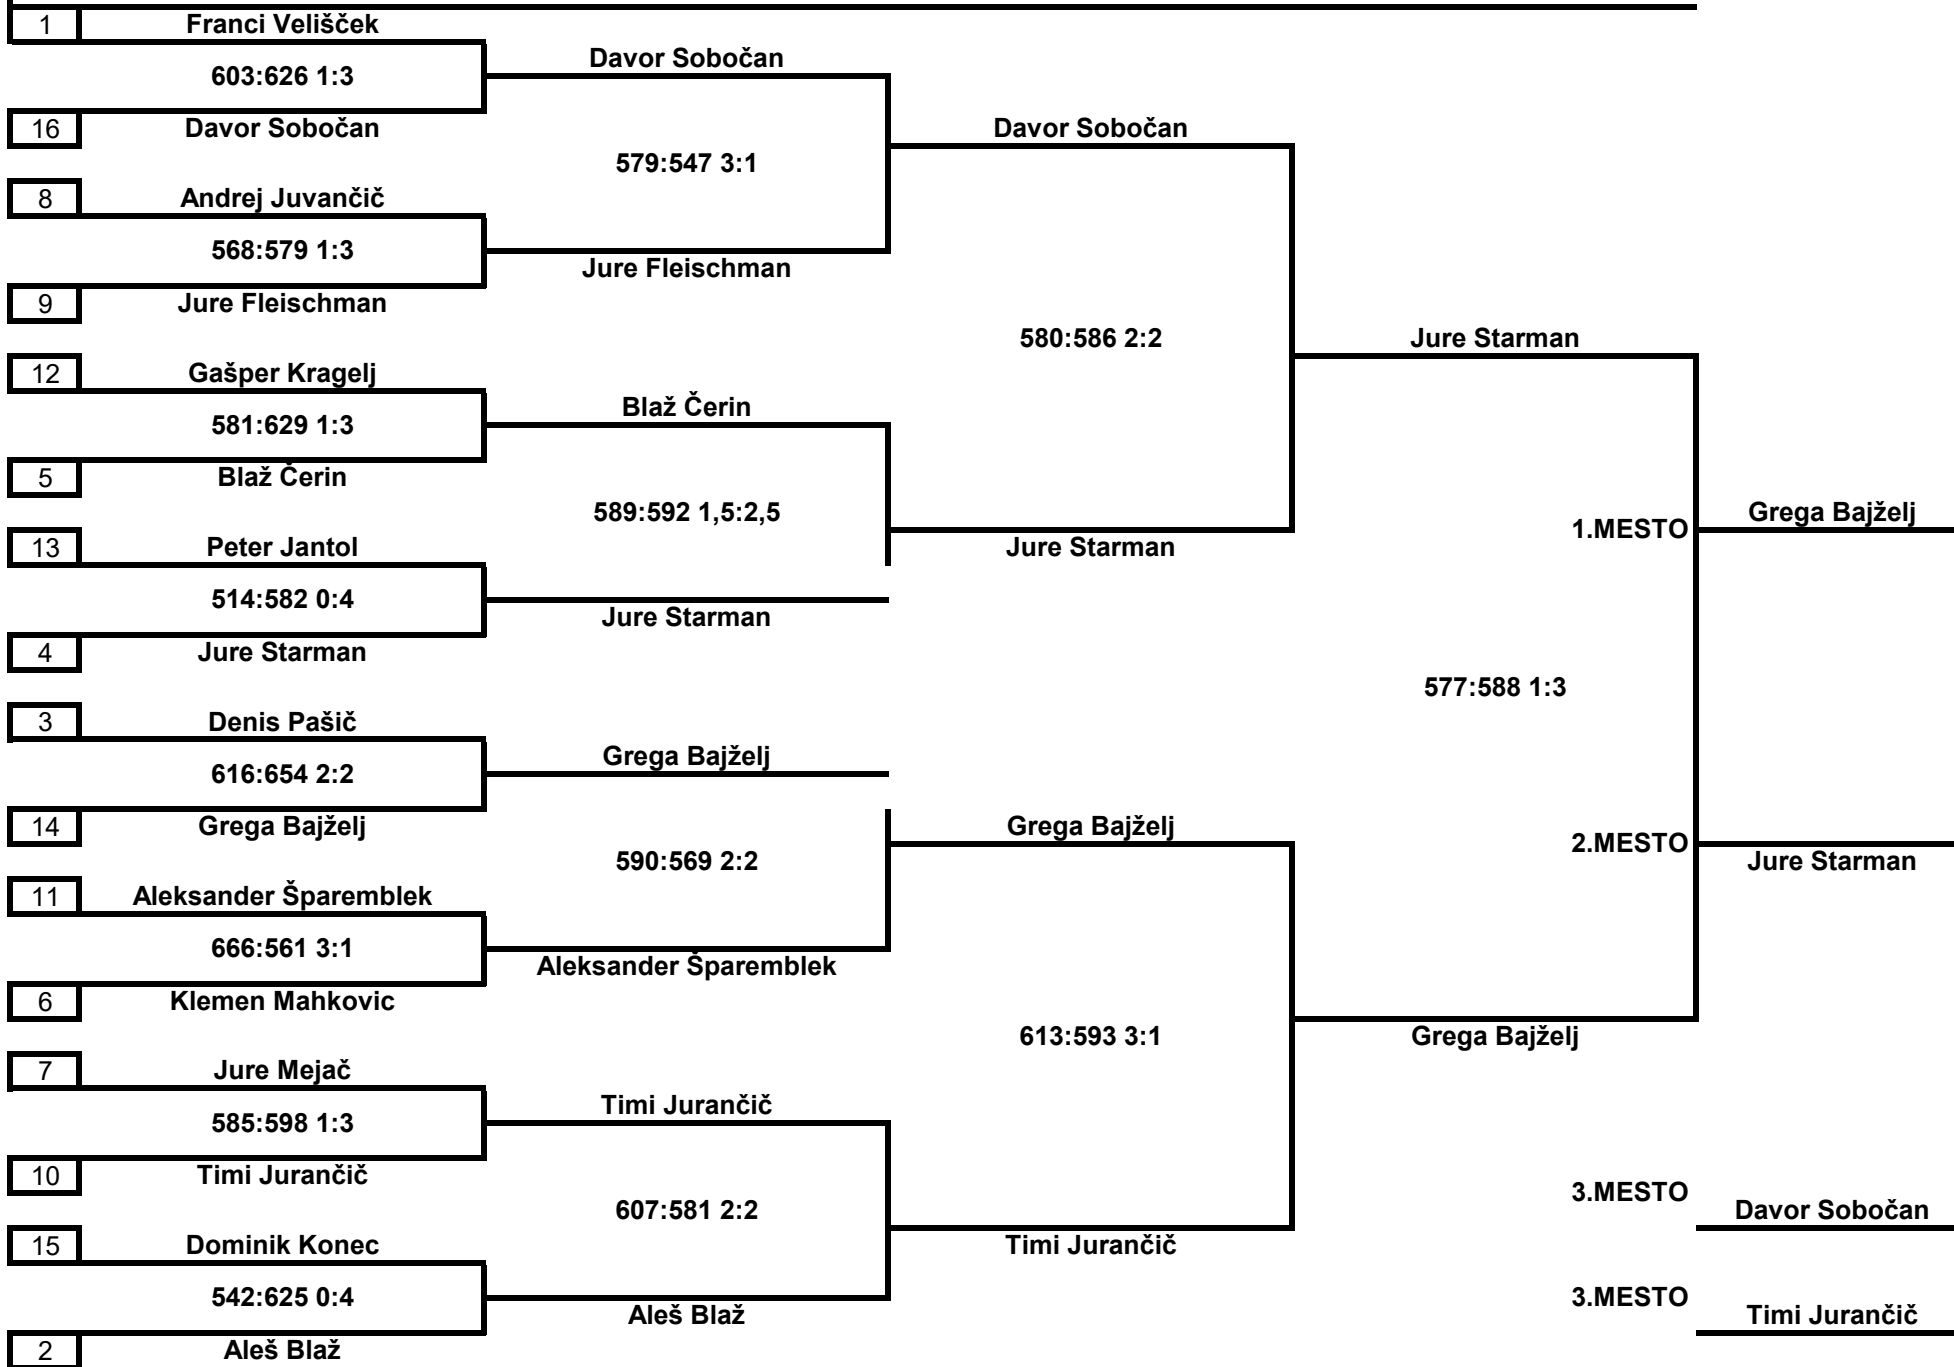 1 Franci Velišček
603:626 1:3
16 Davor Sobočan
8 Andrej Juvančič
568:579 1:3
9 Jure Fleischman
12 Gašper Kragelj
581:629 1:3
5 Blaž Čerin
13 Peter Jantol
514:582 0:4
4 Jure Starman
3 Denis Pašič
616:654 2:2
14 Grega Bajželj
11 Aleksander Šparemblek
666:561 3:1
6 Klemen Mahkovic
7 Jure Mejač
585:598 1:3
10 Timi Jurančič
15 Dominik Konec
542:625 0:4
2 Aleš Blaž
Davor Sobočan
579:547 3:1
Jure Fleischman
Blaž Čerin
589:592 1,5:2,5
Jure Starman
Grega Bajželj
590:569 2:2
Aleksander Šparemblek
Timi Jurančič
607:581 2:2
Aleš Blaž
Davor Sobočan
580:586 2:2
Jure Starman
Grega Bajželj
613:593 3:1
Timi Jurančič
Jure Starman
577:588 1:3
Grega Bajželj
1.MESTO Grega Bajželj
2.MESTO Jure Starman
3.MESTO Davor Sobočan
3.MESTO Timi Jurančič